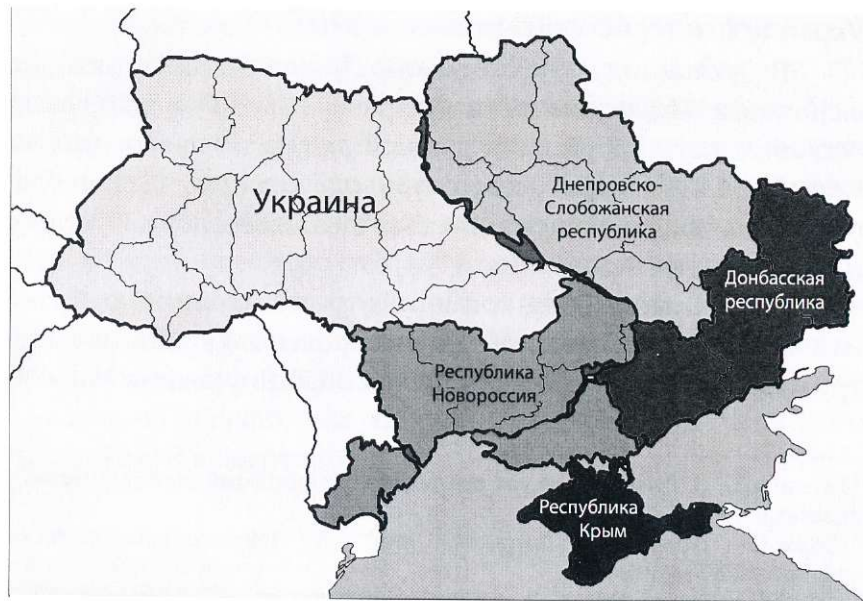 Украина
Днепровско-
Слобожанская
республика
Донбасская
республика
Республика
Новороссия
Республика
Крым